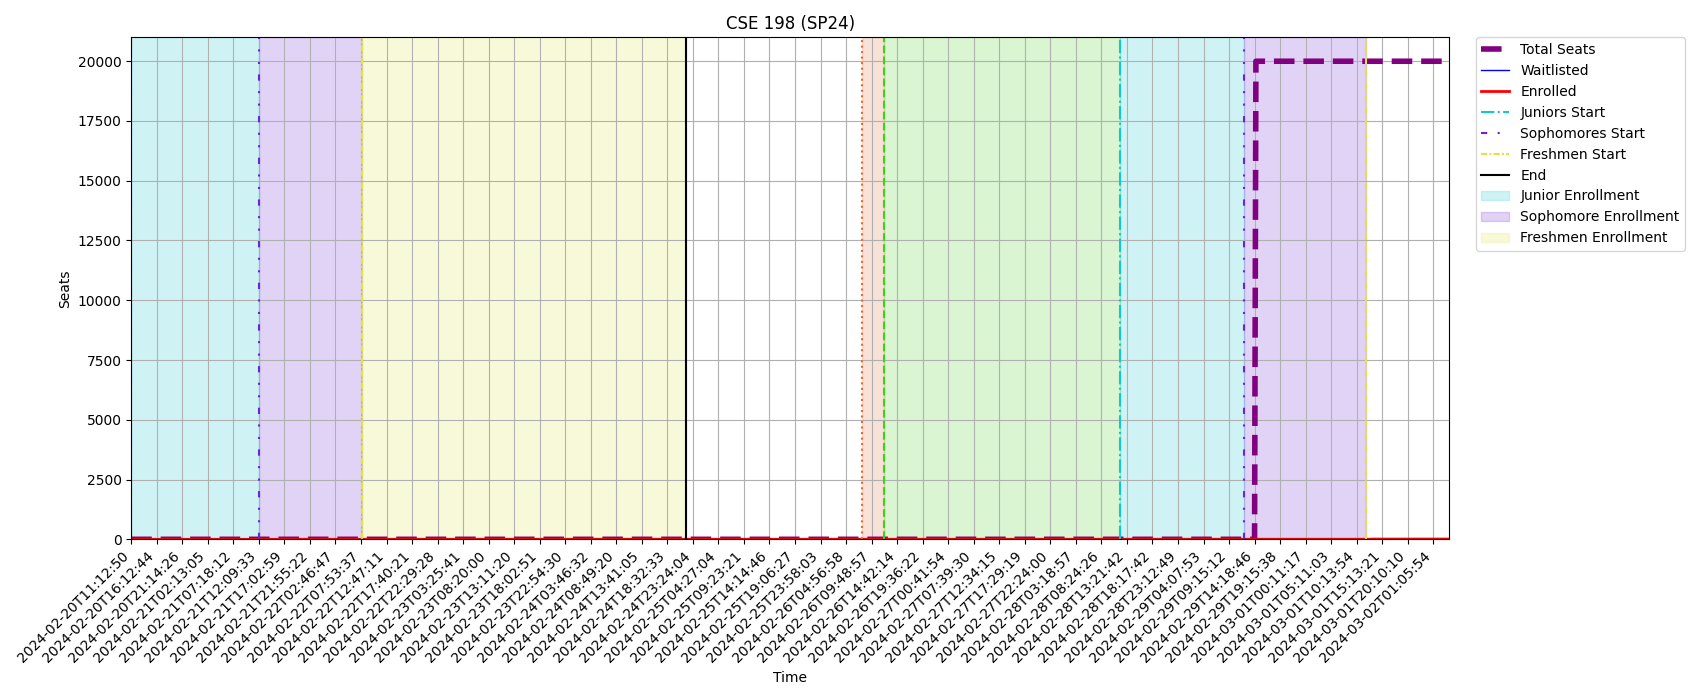 CSE 198 (SP24)
Seats
20000
17500
15000
12500
10000
7500
5000
2500
0
2024-02-20T11:12:50
2024-02-20T16:12:44
2024-02-20T21:14:26
2024-02-21T02:13:05
2024-02-21T07:18:12
2024-02-21T12:09:33
2024-02-21T17:02:59
2024-02-21T21:55:22
2024-02-22T02:46:47
2024-02-22T07:53:37
2024-02-22T12:47:11
2024-02-22T17:40:21
2024-02-22T22:29:28
2024-02-23T03:25:41
2024-02-23T08:20:00
2024-02-23T13:11:20
2024-02-23T18:02:51
2024-02-23T22:54:30
2024-02-24T03:46:32
2024-02-24T08:49:20
2024-02-24T13:41:05
2024-02-24T18:32:33
2024-02-24T23:24:04
2024-02-25T04:27:04
2024-02-25T09:23:21
2024-02-25T14:14:46
2024-02-25T19:06:27
2024-02-25T23:58:03
2024-02-26T04:56:58
2024-02-26T09:48:57
2024-02-26T14:42:14
2024-02-26T19:36:22
2024-02-27T00:41:54
2024-02-27T07:39:30
2024-02-27T12:34:15
2024-02-27T17:29:19
2024-02-27T22:24:00
2024-02-28T03:18:57
2024-02-28T08:24:26
2024-02-28T13:21:42
2024-02-28T18:17:42
2024-02-28T23:12:49
2024-02-29T04:07:53
2024-02-29T09:15:12
2024-02-29T14:18:46
2024-02-29T19:15:38
2024-03-01T00:11:17
2024-03-01T05:11:03
2024-03-01T10:13:54
2024-03-01T15:13:21
2024-03-01T20:10:10
2024-03-02T01:05:54
Time
Total Seats
Waitlisted
Enrolled
Juniors Start
Sophomores Start
Freshmen Start
End
Junior Enrollment
Sophomore Enrollment
Freshmen Enrollment